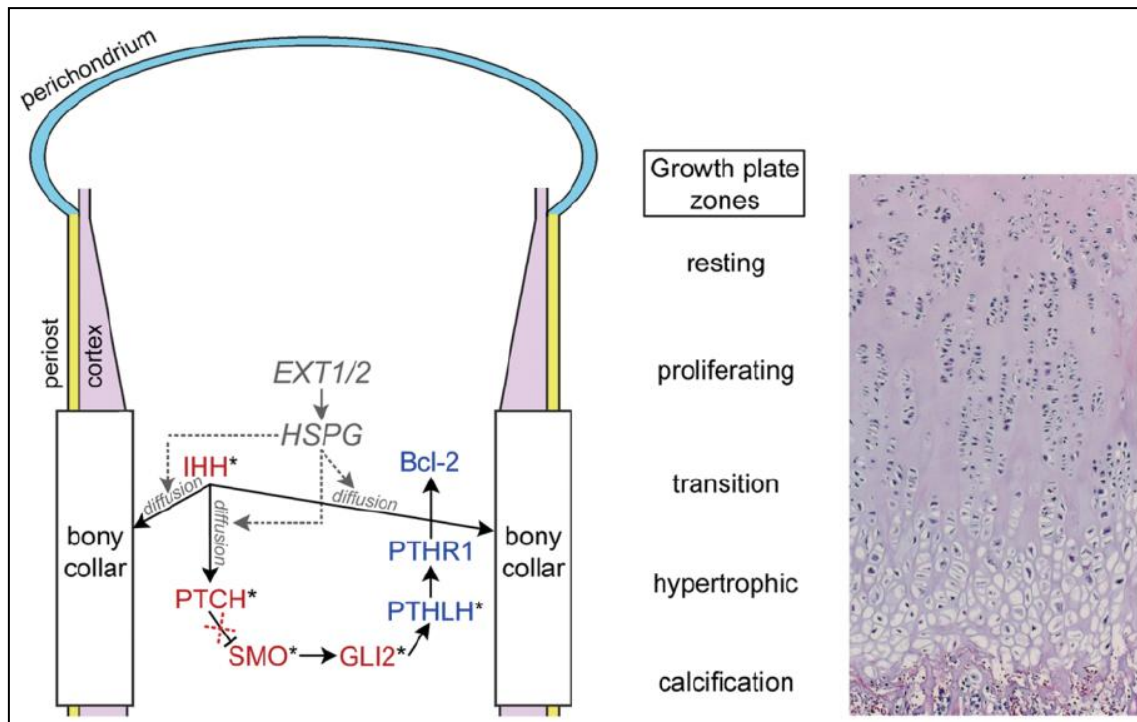 perichondrium
periost
cortex
EXT1/2
HSPG
IHH*
diffusion
diffusion
diffusion
Bcl-2
bony
collar
bony
collar
PTHR1
PTCH*
PTHLH*
SMO*
GLI2*
Growth plate
zones
resting
proliferating
transition
hypertrophic
calcification